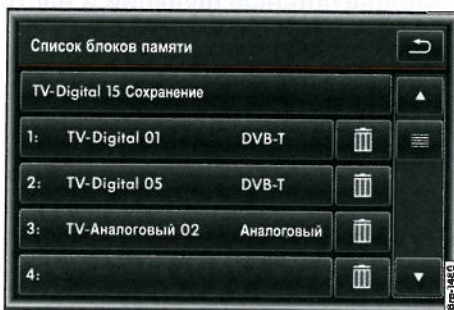 Список блоков памяти
TV-Digital 15 Сохранение
1: TV-Digital 01 DVB-T
2: TV-Digital 05 DVB-T
3: TV-Аналоговый 02 Аналоговый
4: